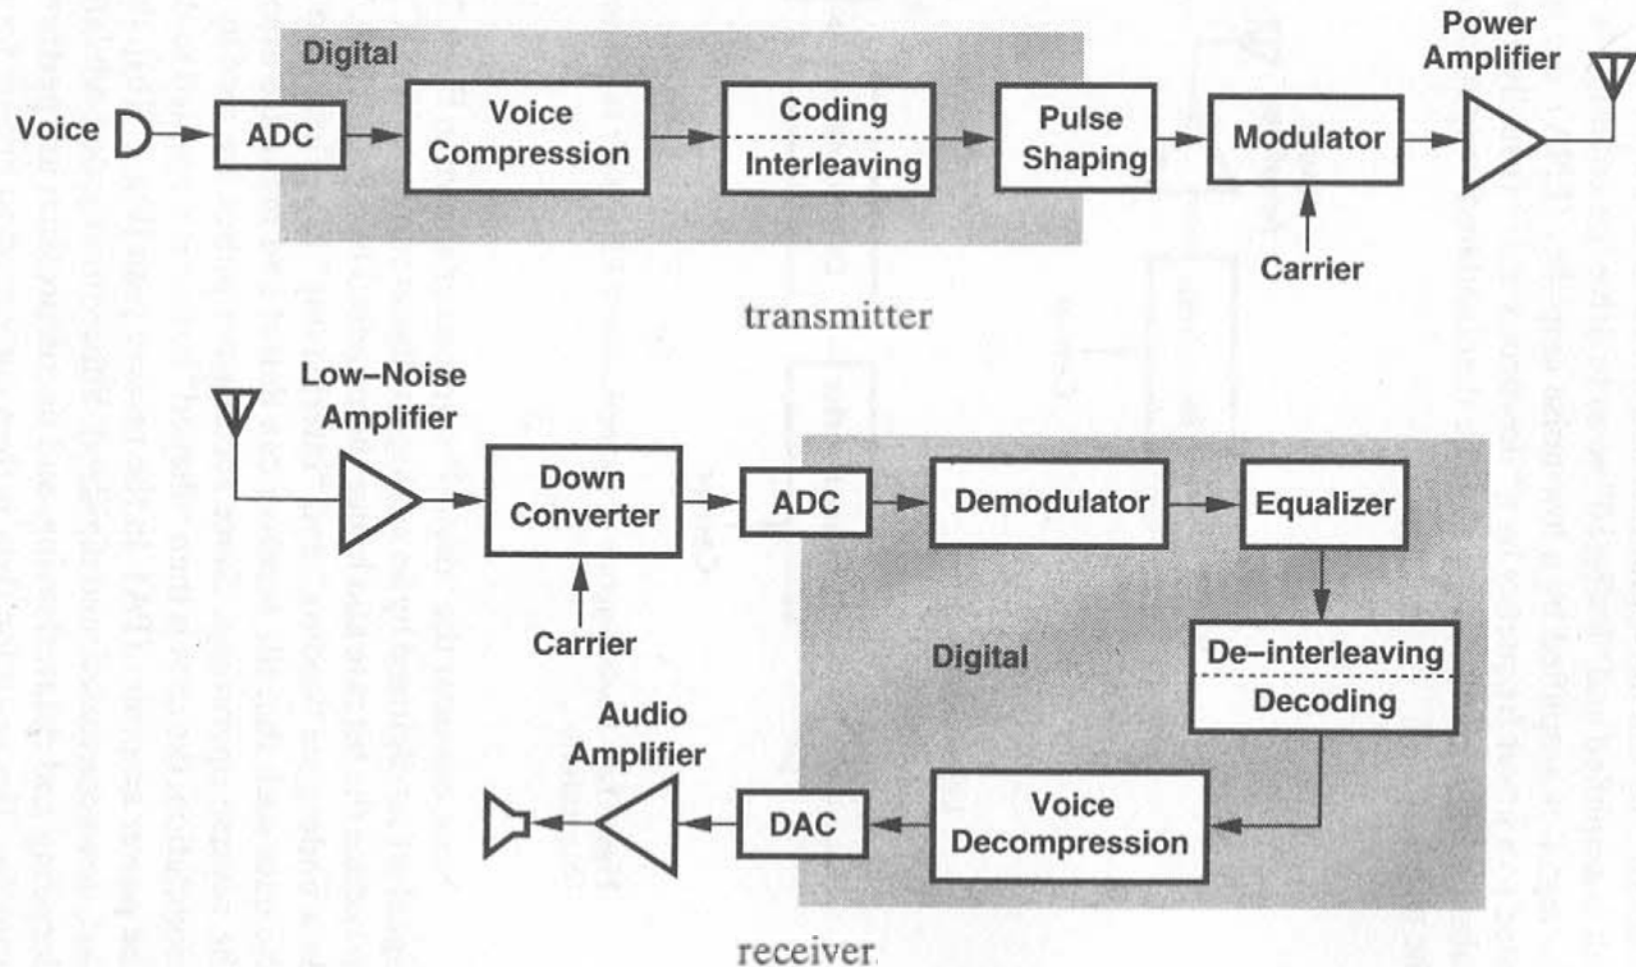 Digital
Power
Amplifier
Voice
ADC
Voice
Compression
Coding
Interleaving
Pulse
Shaping
Modulator
Carrier
transmitter
Low–Noise
Amplifier
Down
Converter
ADC
Demodulator
Equalizer
Carrier
Digital
De–interleaving
Decoding
Audio
Amplifier
DAC
Voice
Decompression
receiver